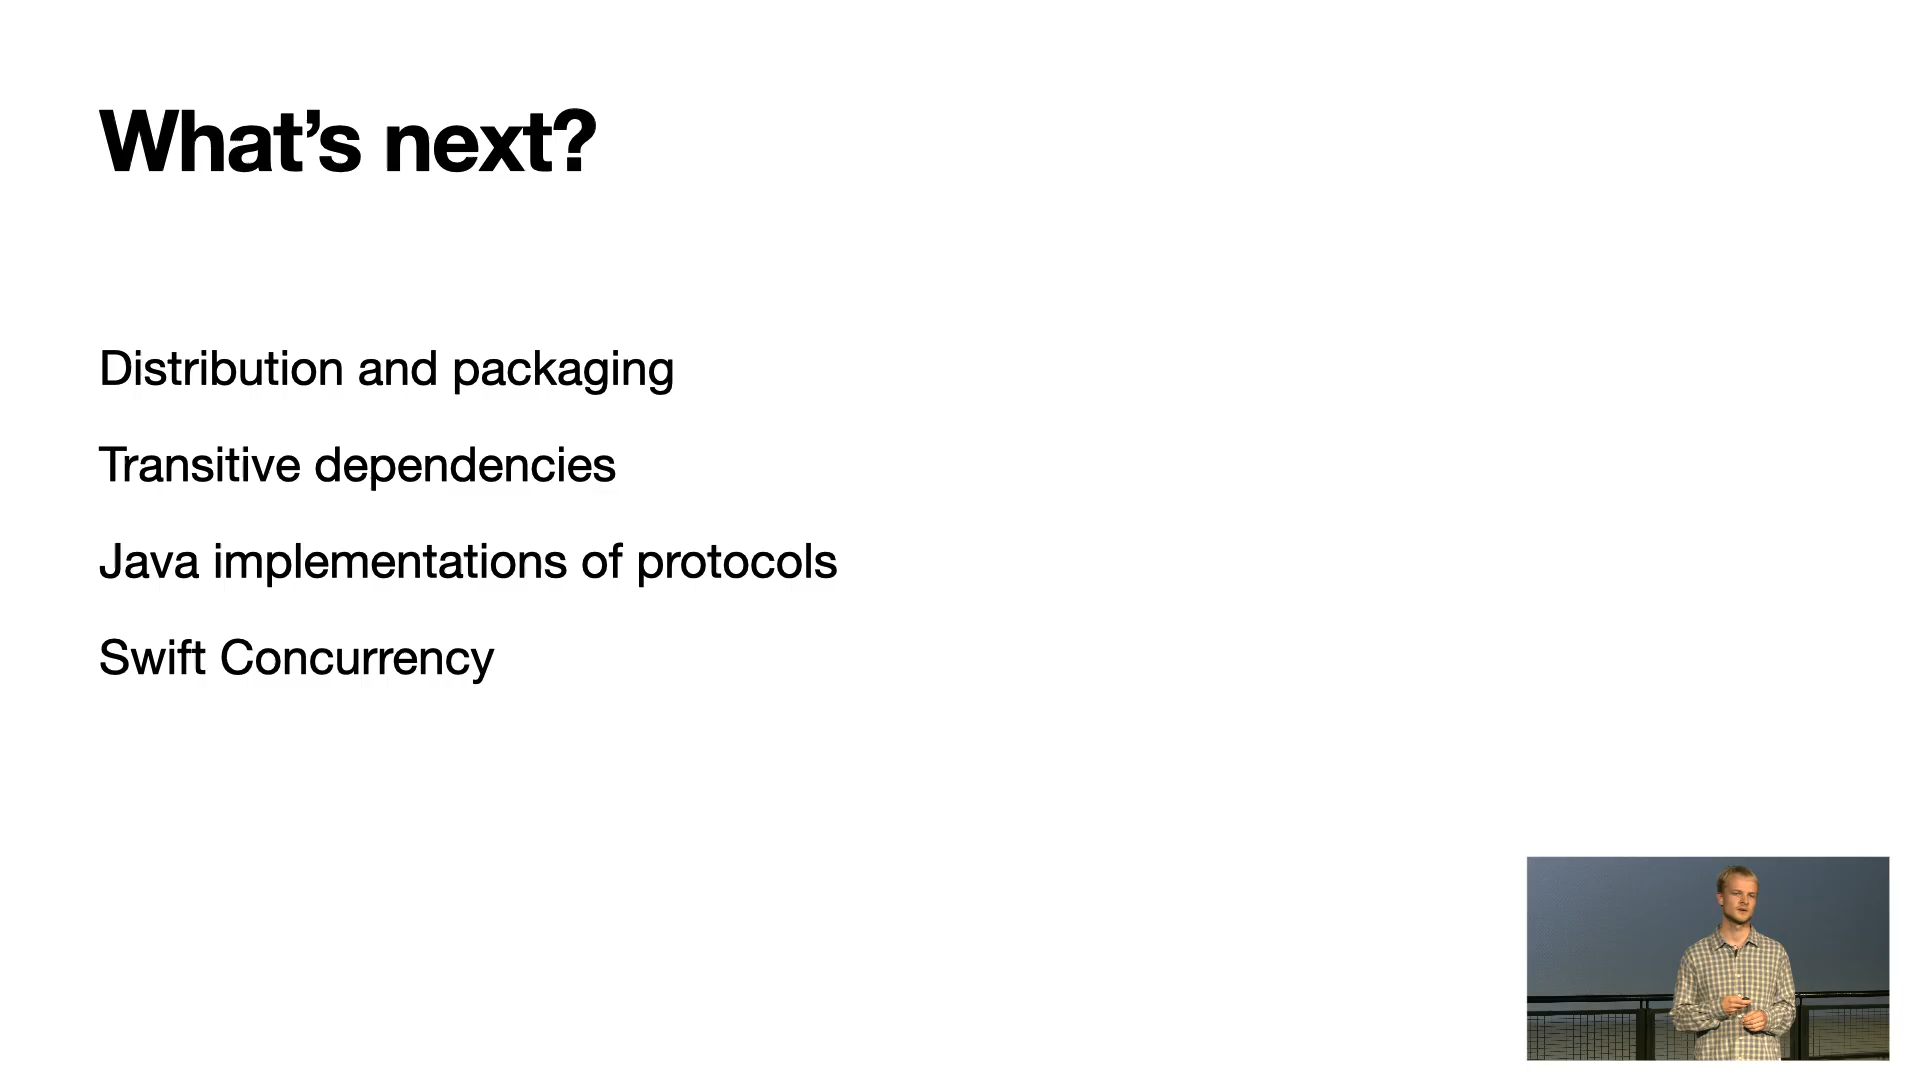 What’s next?
Distribution and packaging
Transitive dependencies
Java implementations of protocols
Swift Concurrency